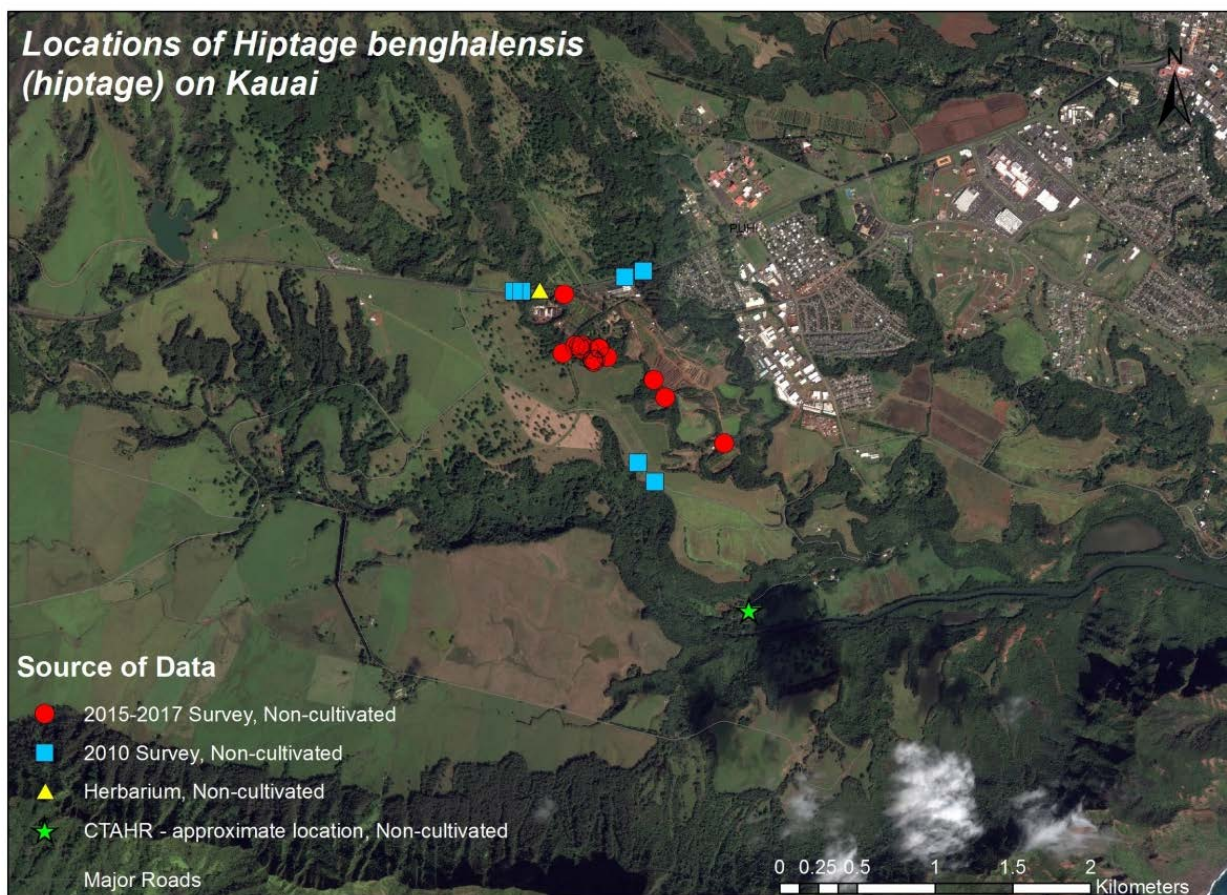 Locations of Hiptage benghalensis
(hiptage) on Kauai
N
PUHI
Source of Data
2015-2017 Survey, Non-cultivated
2010 Survey, Non-cultivated
Herbarium, Non-cultivated
CTAHR - approximate location, Non-cultivated
Major Roads
0 0.25 0.5 1 1.5 2
Kilometers